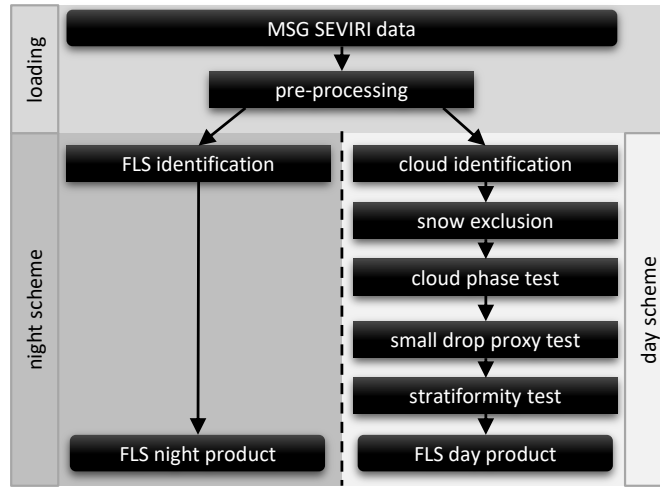 loading
MSG SEVIRI data
pre-processing
night scheme
FLS identification
FLS night product
cloud identification
snow exclusion
cloud phase test
small drop proxy test
stratiformity test
FLS day product
day scheme